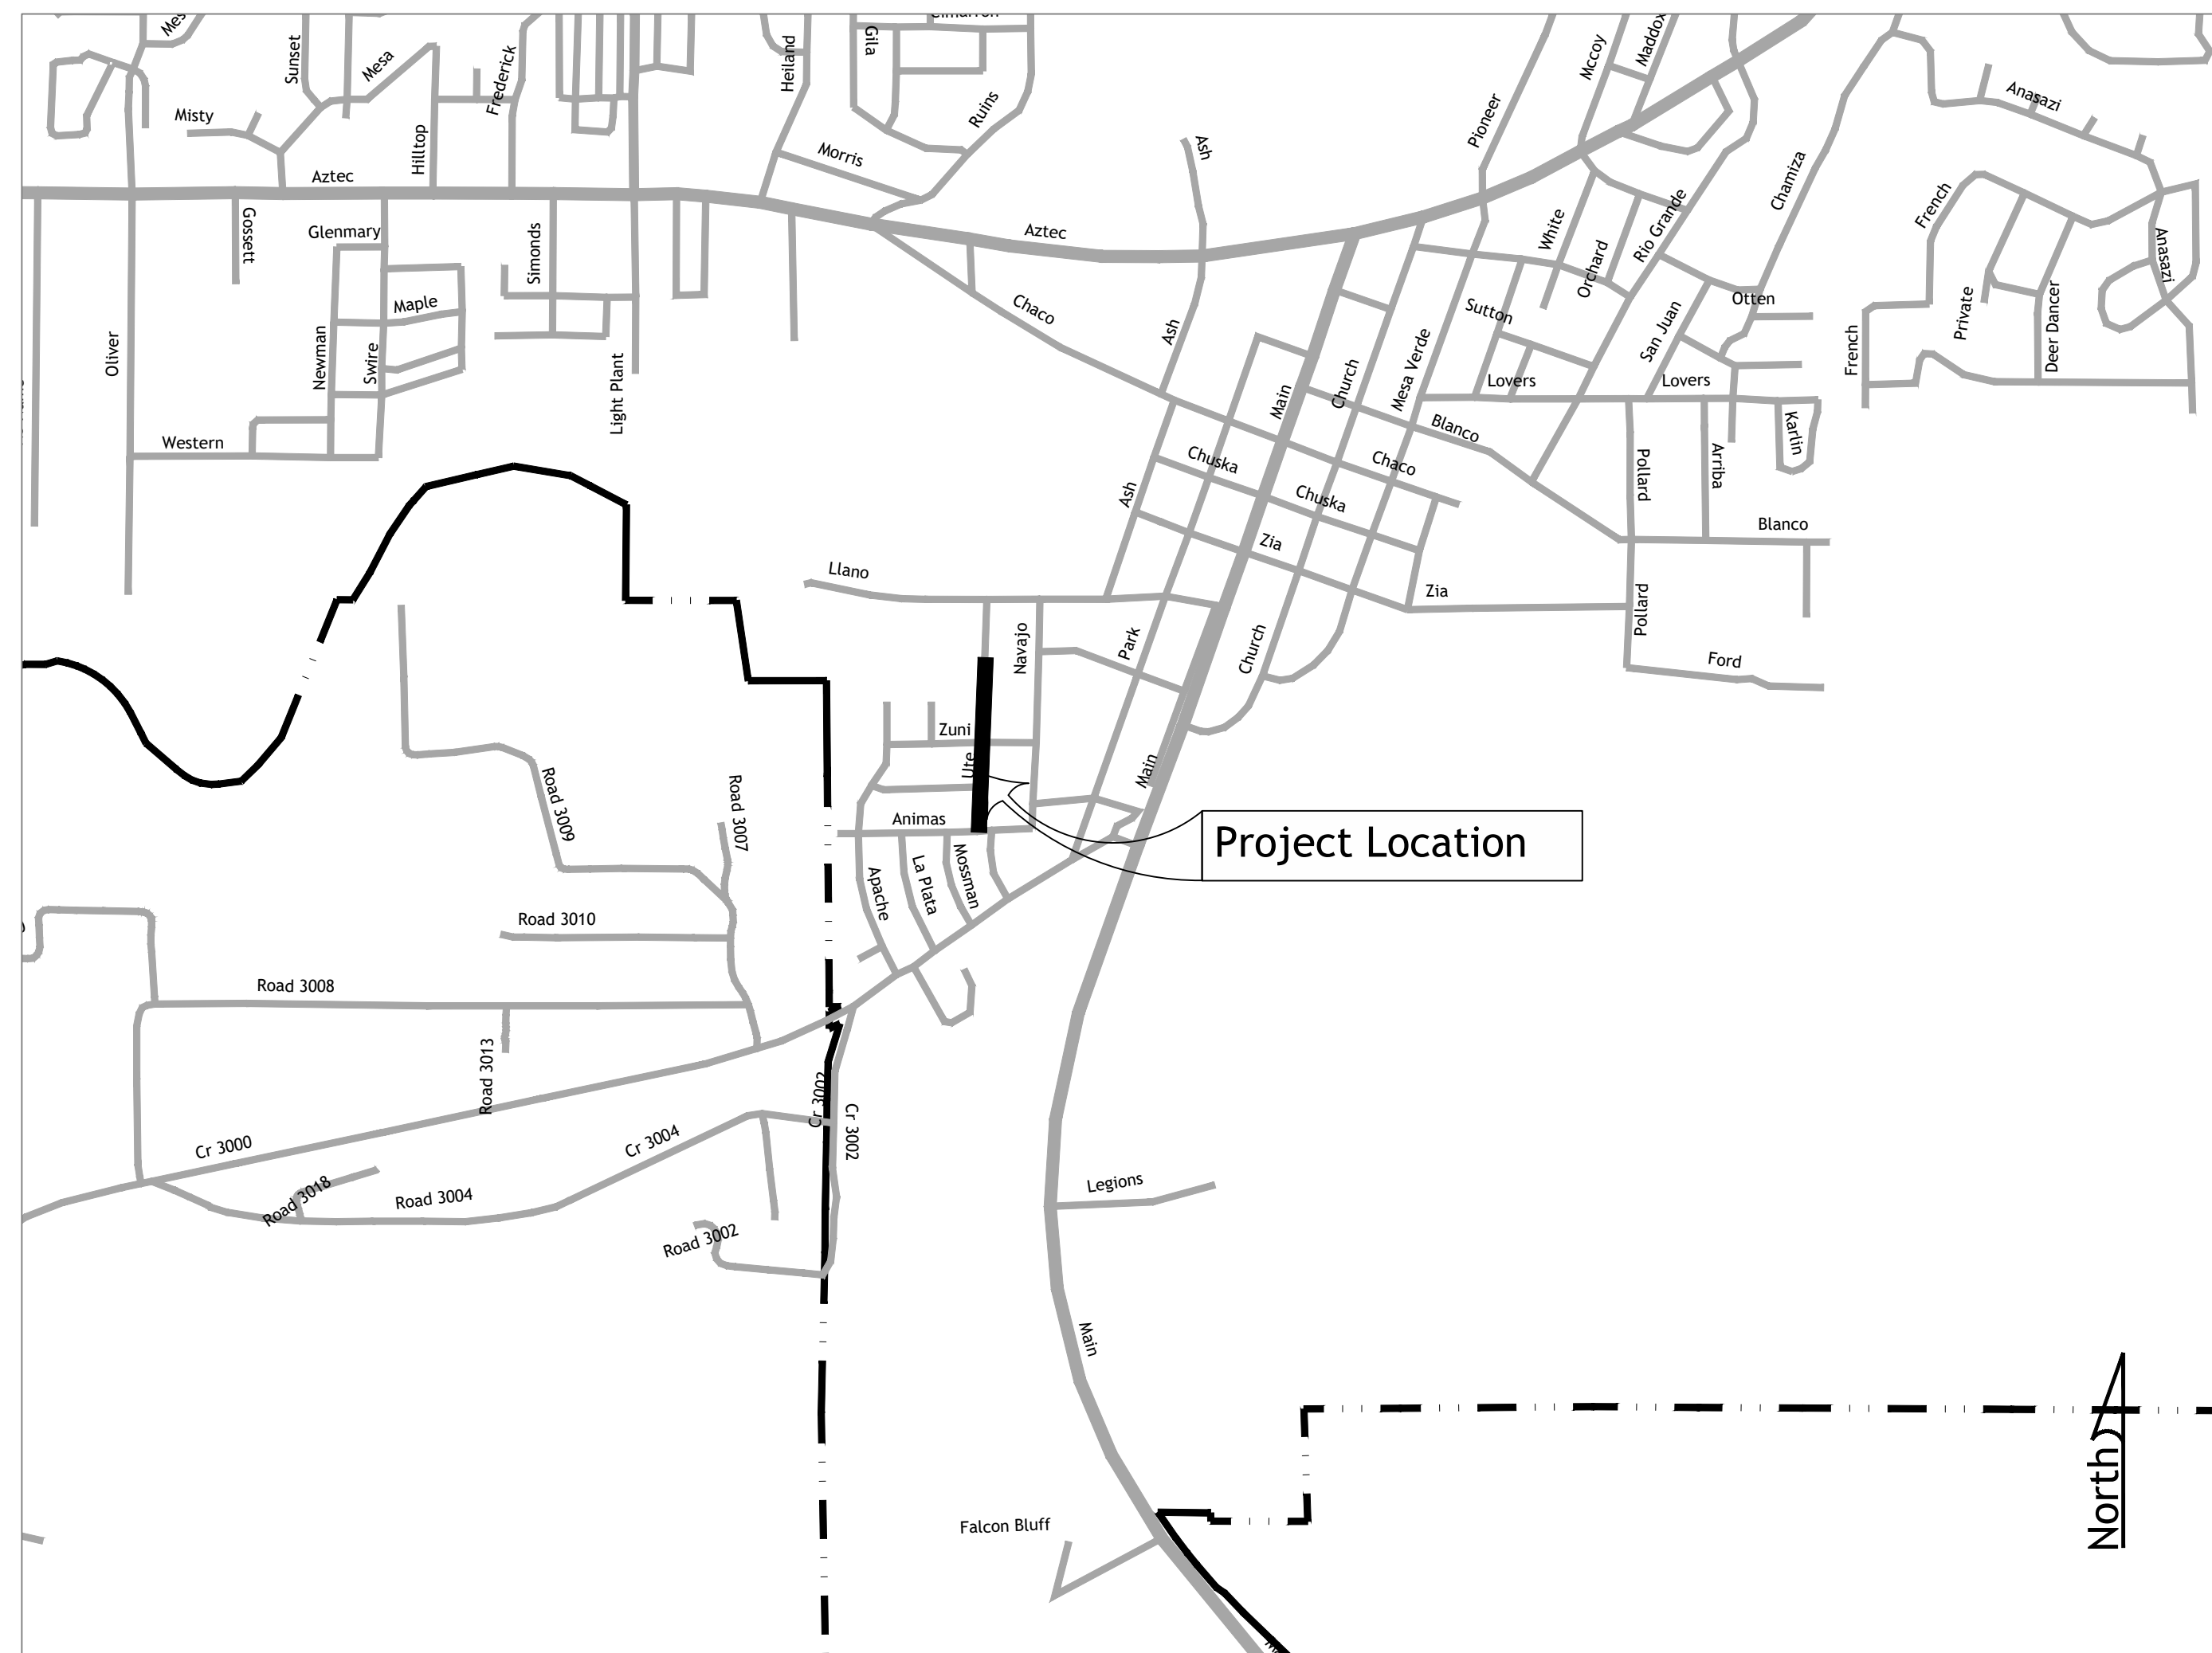 Mesa
Sunset
Mesa
Frederick
Heiland
Gila
Cimarron
Ruins
Mccoy
Maddox
Pioneer
Anasazi
Misty
Hilltop
Morris
Ash
Chamiza
Aztec
Gossett
Glenmary
Simonds
Aztec
White
Orchard
Rio Grande
French
Anasazi
Maple
Chaco
Ash
Sutton
San Juan
Otten
Private
Deer Dancer
French
Oliver
Newman
Swire
Light Plant
Main
Church
Mesa Verde
Lovers
Lovers
Blanco
Karlin
Western
Chuska
Chaco
Pollard
Arriba
Ash
Chuska
Blanco
Zia
Llano
Zia
Pollard
Navajo
Park
Church
Ford
Zuni
Ute
Main
Road 3009
Road 3007
Animas
Project Location
Apache
La Plata
Mossman
Road 3010
Road 3008
Road 3013
Cr 3002
Cr 3002
Cr 3000
Cr 3004
Road 3018
Road 3004
Road 3002
Legions
Main
North
Falcon Bluff